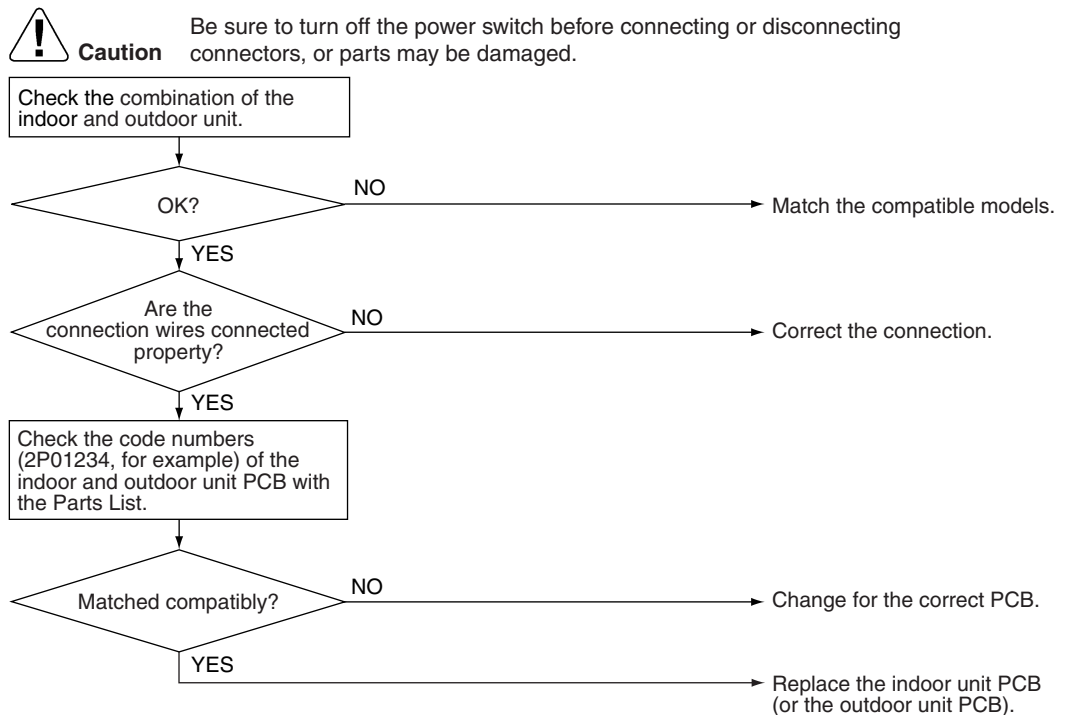 Be sure to turn off the power switch before connecting or disconnecting
Caution connectors, or parts may be damaged.
Check the combination of the
indoor and outdoor unit.
OK?
NO
Match the compatible models.
YES
Are the
connection wires connected
property?
NO
Correct the connection.
YES
Check the code numbers
(2P01234, for example) of the
indoor and outdoor unit PCB with
the Parts List.
Matched compatibly?
NO
Change for the correct PCB.
YES
Replace the indoor unit PCB
(or the outdoor unit PCB).